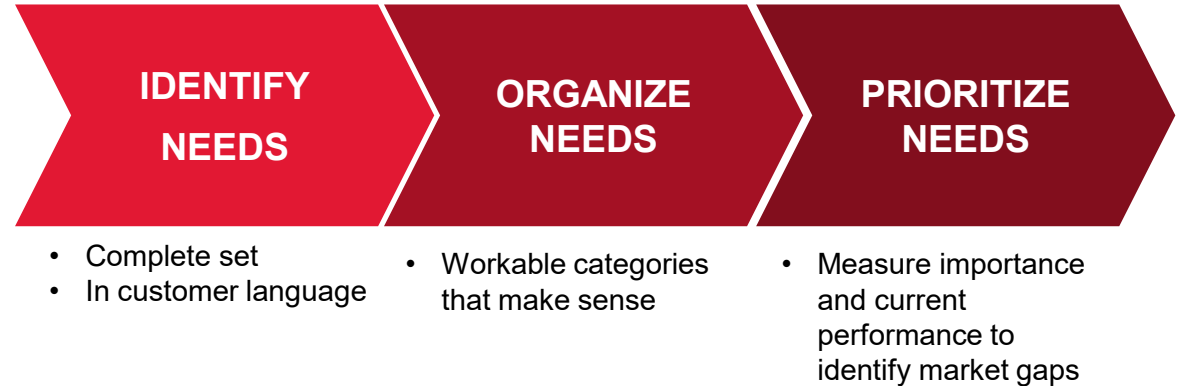 IDENTIFY
NEEDS
• Complete set
• In customer language
ORGANIZE
NEEDS
• Workable categories
that make sense
PRIORITIZE
NEEDS
• Measure importance
and current
performance to
identify market gaps